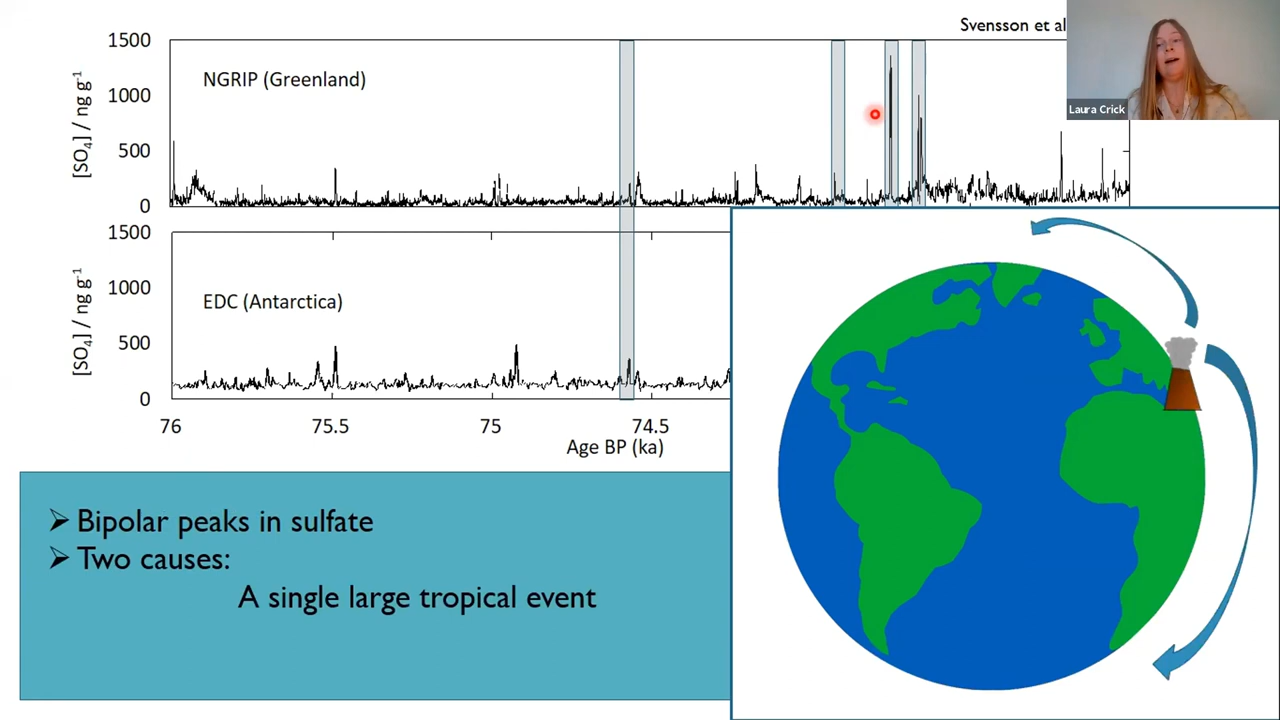 Svensson et al
Laura Crick
1500
1000
500
0
[SO₄] / ng g⁻¹
NGRIP (Greenland)
1500
1000
500
0
[SO₄] / ng g⁻¹
EDC (Antarctica)
76 75.5 75 74.5
Age BP (ka)
➢ Bipolar peaks in sulfate
➢ Two causes:
A single large tropical event